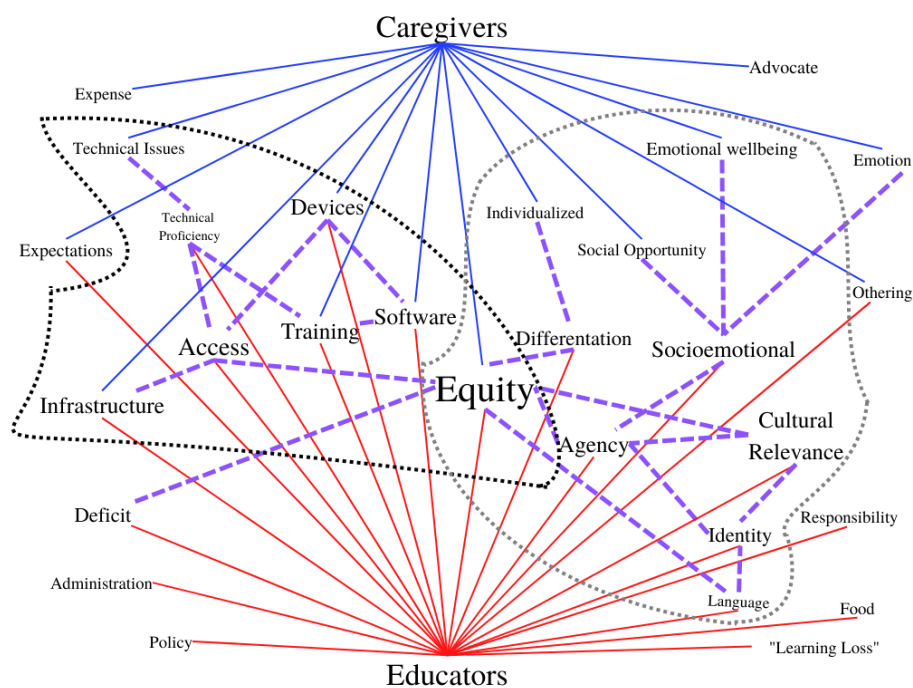 Caregivers
Advocate
Expense
Technical Issues
Emotional wellbeing
Emotion
Devices
Individualized
Technical
Proficiency
Expectations
Social Opportunity
Othering
Software
Training
Differentation
Access
Socioemotional
Equity
Infrastructure
Cultural
Relevance
Agency
Deficit
Responsibility
Identity
Administration
Language
Food
Policy
"Learning Loss"
Educators